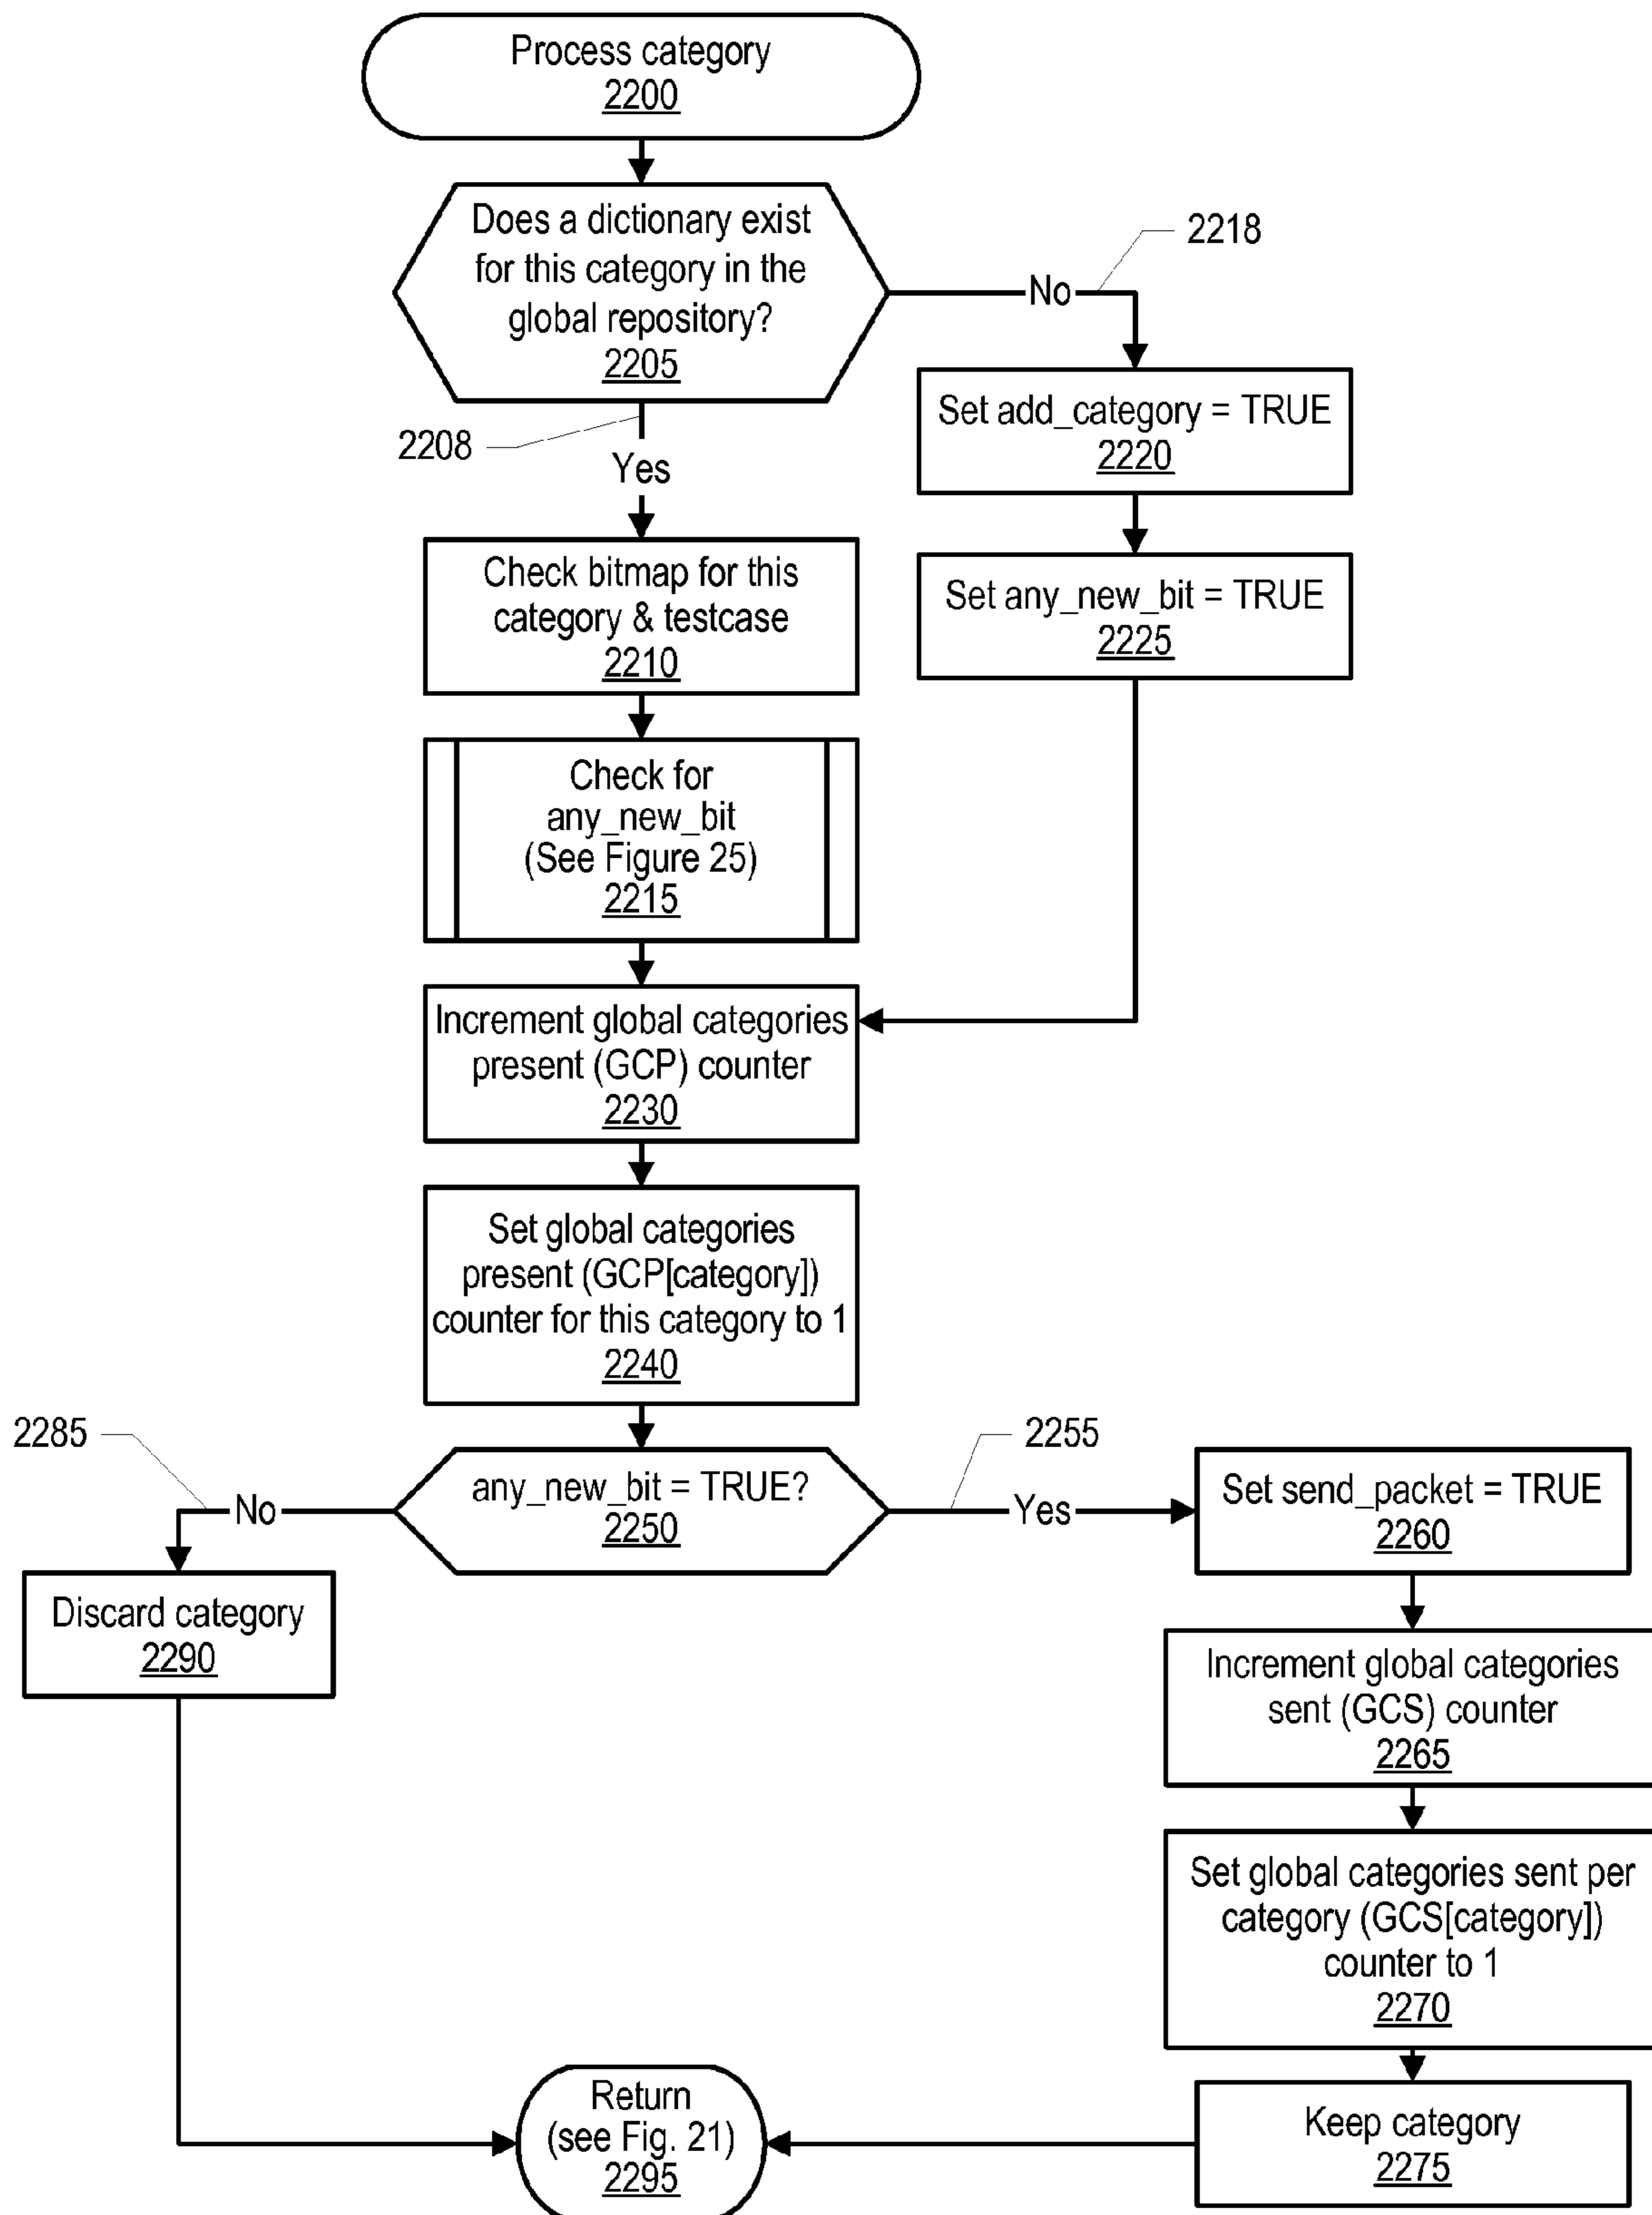 Process category
2200
Does a dictionary exist
for this category in the
global repository?
2205
2218
No
2208
Yes
Set add_category = TRUE
2220
Set any_new_bit = TRUE
2225
Check bitmap for this
category & testcase
2210
Check for
any_new_bit
(See Figure 25)
2215
Increment global categories
present (GCP) counter
2230
Set global categories
present (GCP[category])
counter for this category to 1
2240
2285
No
any_new_bit = TRUE?
2250
2255
Yes
Set send_packet = TRUE
2260
Discard category
2290
Increment global categories
sent (GCS) counter
2265
Set global categories sent per
category (GCS[category])
counter to 1
2270
Keep category
2275
Return
(see Fig. 21)
2295